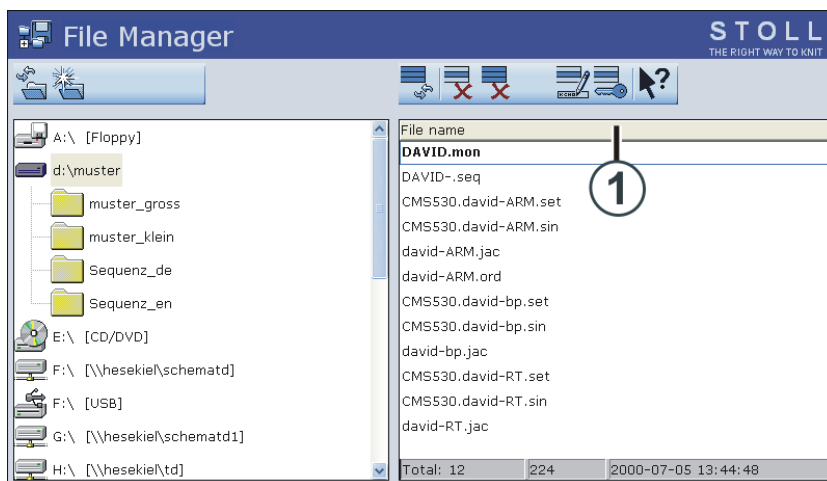 File Manager
STOLL
THE RIGHT WAY TO KNIT
A:\ [Floppy]
d:\muster
muster_gross
muster_klein
Sequenz_de
Sequenz_en
E:\ [CD/DVD]
F:\ [\\hesekiel\schematd]
F:\ [USB]
G:\ [\\hesekiel\schematd1]
H:\ [\\hesekiel\td]
?
File name
1
DAVID.mon
DAVID-.seq
CMS530.david-ARM.set
CMS530.david-ARM.sin
david-ARM.jac
david-ARM.ord
CMS530.david-bp.set
CMS530.david-bp.sin
david-bp.jac
CMS530.david-RT.set
CMS530.david-RT.sin
david-RT.jac
Total: 12 224 2000-07-05 13:44:48